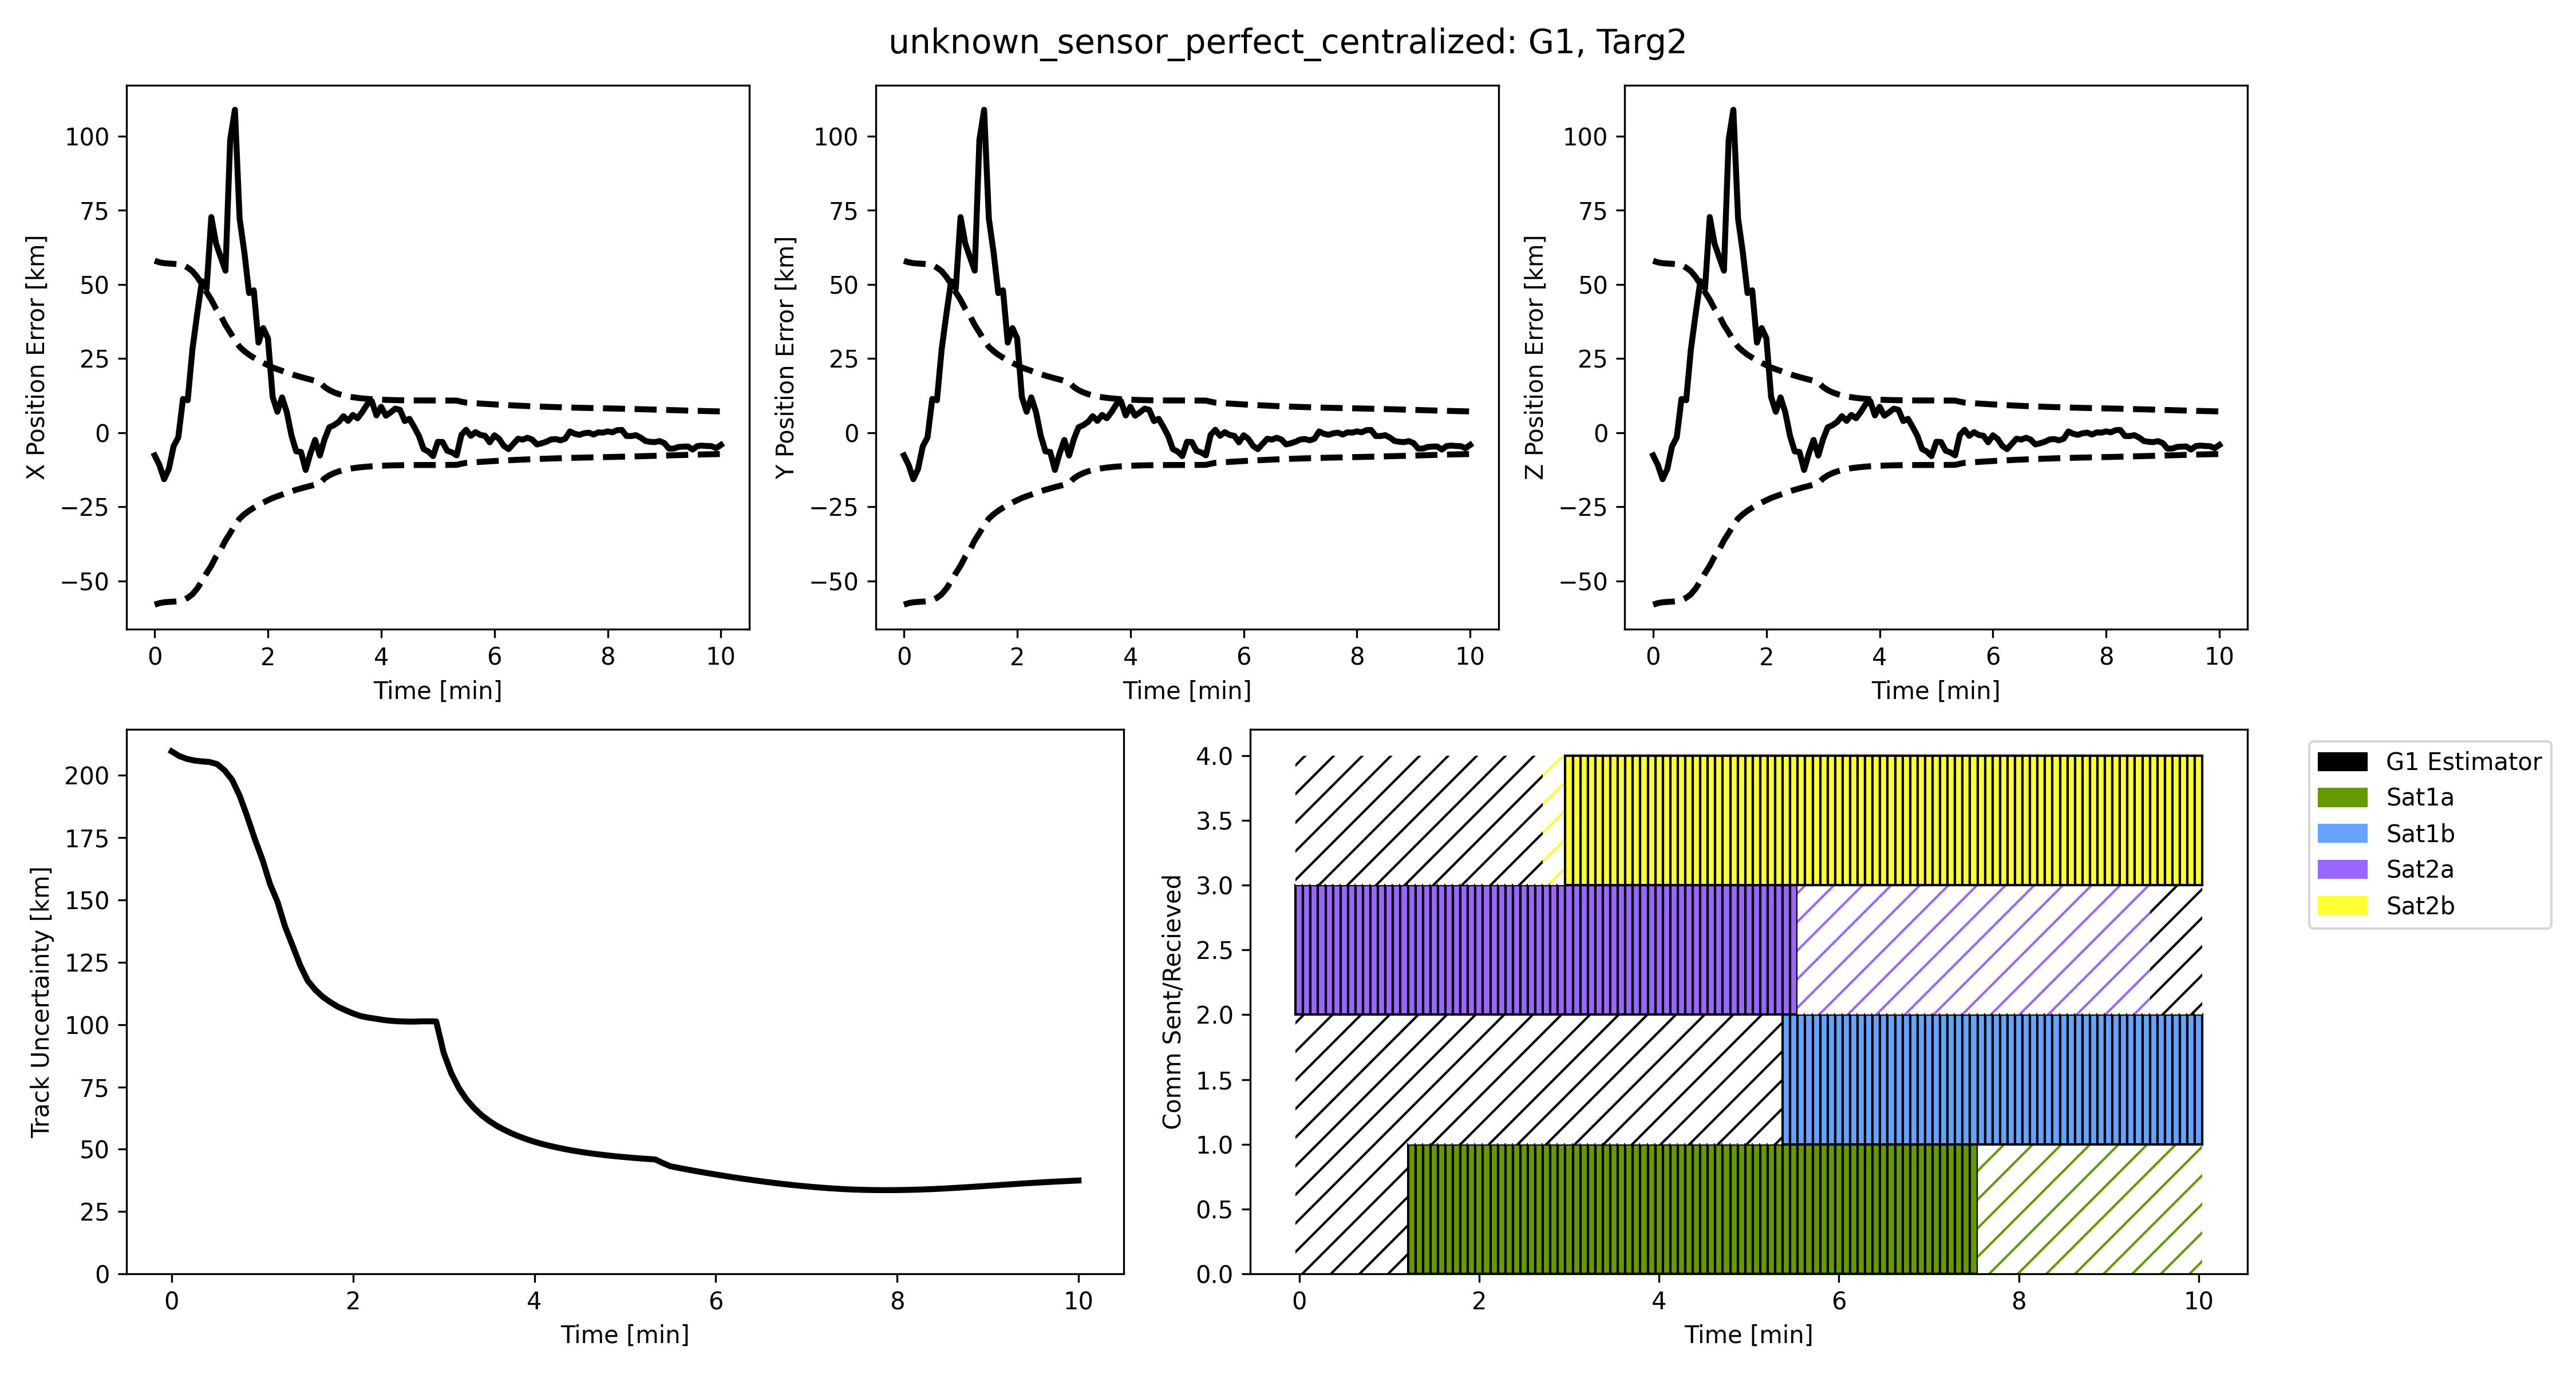 unknown_sensor_perfect_centralized: G1, Targ2
X Position Error [km]
100
75
50
25
0
−25
−50
0 2 4 6 8 10
Time [min]
Y Position Error [km]
100
75
50
25
0
−25
−50
0 2 4 6 8 10
Time [min]
Z Position Error [km]
100
75
50
25
0
−25
−50
0 2 4 6 8 10
Time [min]
Track Uncertainty [km]
200
175
150
125
100
75
50
25
0
0 2 4 6 8 10
Time [min]
Comm Sent/Recieved
4.0
3.5
3.0
2.5
2.0
1.5
1.0
0.5
0.0
0 2 4 6 8 10
Time [min]
G1 Estimator
Sat1a
Sat1b
Sat2a
Sat2b